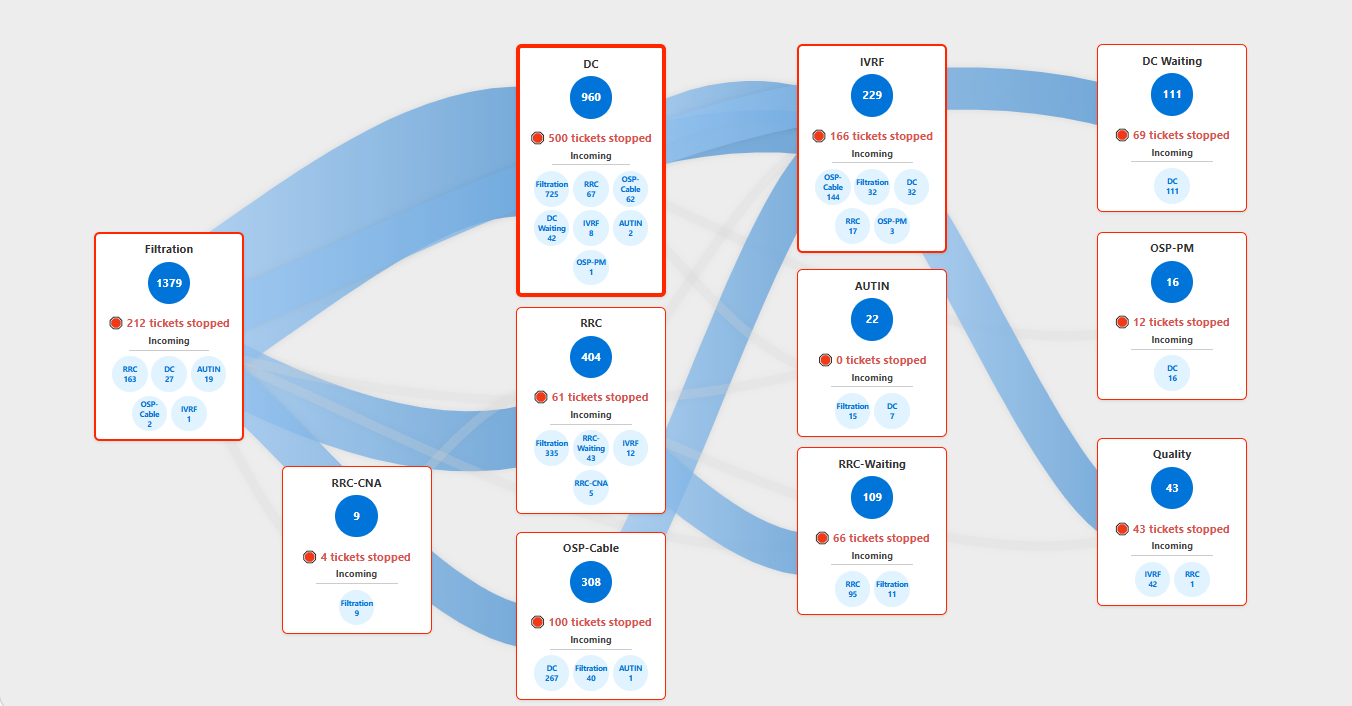 Filtration
1379
212 tickets stopped
Incoming
RRC
163
DC
27
AUTIN
19
OSP-
Cable
2
IVRF
1
RRC-CNA
9
4 tickets stopped
Incoming
Filtration
9
DC
960
500 tickets stopped
Incoming
Filtration
725
RRC
67
OSP-
Cable
62
DC
Waiting
42
IVRF
8
AUTIN
2
OSP-PM
1
RRC
404
61 tickets stopped
Incoming
Filtration
335
RRC-
Waiting
43
IVRF
12
RRC-CNA
5
OSP-Cable
308
100 tickets stopped
Incoming
DC
267
Filtration
40
AUTIN
1
IVRF
229
166 tickets stopped
Incoming
OSP-
Cable
144
Filtration
32
DC
32
RRC
17
OSP-PM
3
AUTIN
22
0 tickets stopped
Incoming
Filtration
15
DC
7
RRC-Waiting
109
66 tickets stopped
Incoming
RRC
95
Filtration
11
DC Waiting
111
69 tickets stopped
Incoming
DC
111
OSP-PM
16
12 tickets stopped
Incoming
DC
16
Quality
43
43 tickets stopped
Incoming
IVRF
42
RRC
1